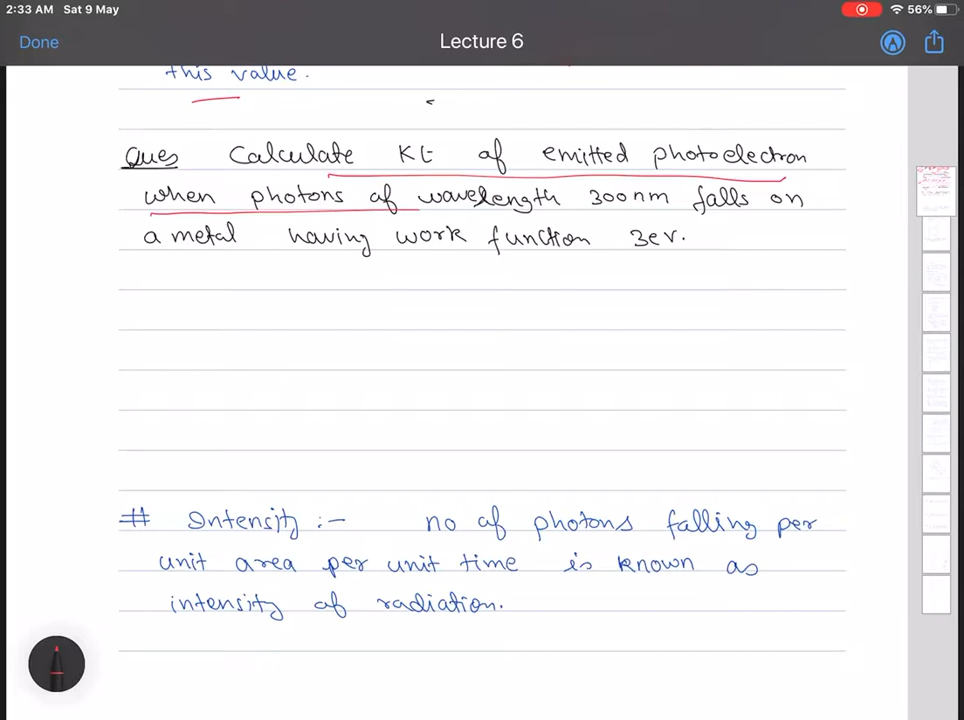 2:33 AM Sat 9 May 56%
Done Lecture 6
this value.
Ques Calculate KE of emitted photoelectron
when photons of wavelength 300nm falls on
a metal having work function 3ev.
# Intensity :- no of photons falling per
unit area per unit time is known as
intensity of radiation.